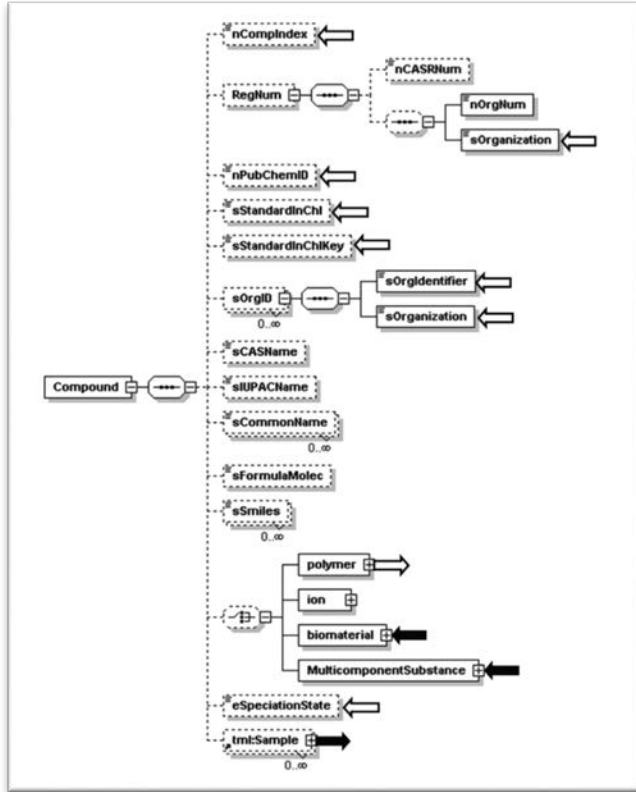 nCompIndex
nCASRNum
RegNum
nOrgNum
sOrganization
nPubChemID
sStandardInChI
sStandardInChIKey
sOrgIdentifier
sOrgID
0..∞
sOrganization
sCASName
Compound
sIUPACName
sCommonName
0..∞
sFormulaMolec
sSmiles
0..∞
polymer
ion
biomaterial
MulticomponentSubstance
eSpeciationState
tml:Sample
0..∞